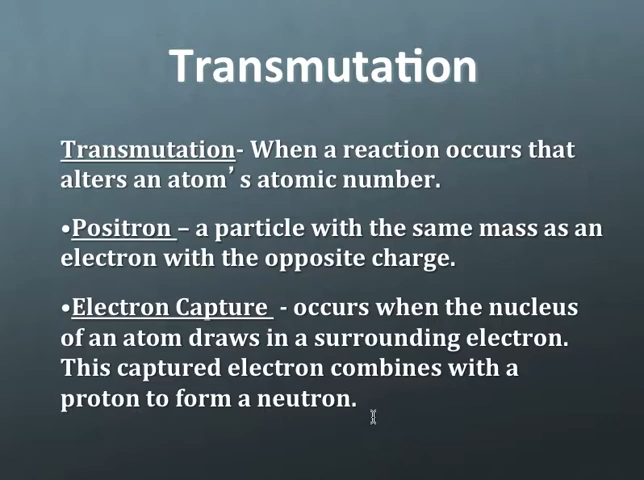 Transmutation
Transmutation- When a reaction occurs that
alters an atom’ s atomic number.
•Positron – a particle with the same mass as an
electron with the opposite charge.
•Electron Capture - occurs when the nucleus
of an atom draws in a surrounding electron.
This captured electron combines with a
proton to form a neutron.